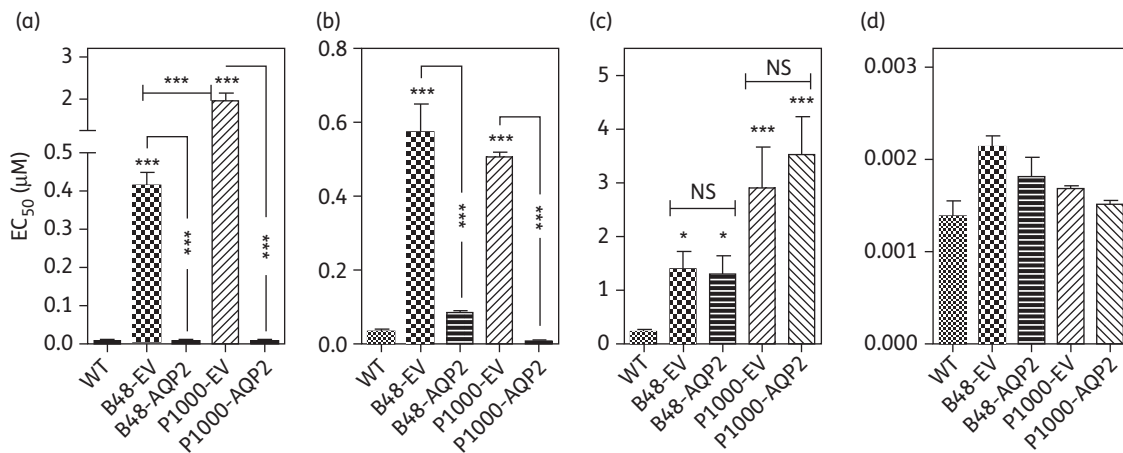 (a)
EC50 (μM)
3
2
0.4
0.3
0.2
0.1
0.0
***
***
***
***
***
WT
B48-EV
B48-AQP2
P1000-EV
P1000-AQP2
(b)
0.8
0.6
0.4
0.2
0.0
***
***
***
***
WT
B48-EV
B48-AQP2
P1000-EV
P1000-AQP2
(c)
5
4
3
2
1
0
NS
***
***
NS
*
*
WT
B48-EV
B48-AQP2
P1000-EV
P1000-AQP2
(d)
0.003
0.002
0.001
0.000
WT
B48-EV
B48-AQP2
P1000-EV
P1000-AQP2